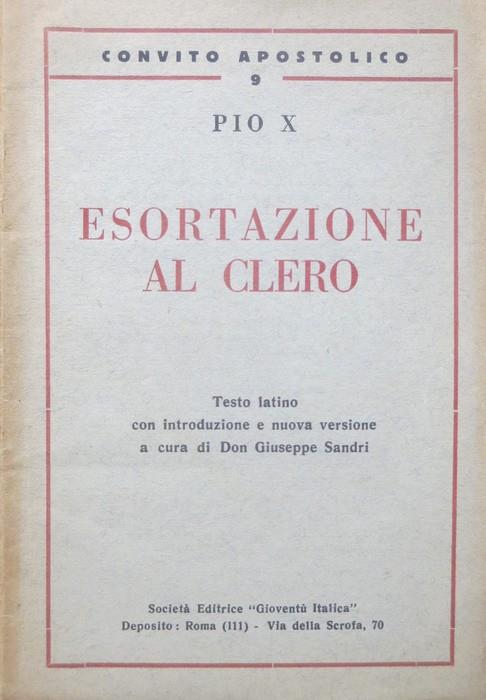 CONVITO APOSTOLICO
9
PIO X
ESORTAZIONE
AL CLERO
Testo latino
con introduzione e nuova versione
a cura di Don Giuseppe Sandri
Società Editrice "Gioventù Italica"
Deposito: Roma (111) - Via della Scrofa, 70